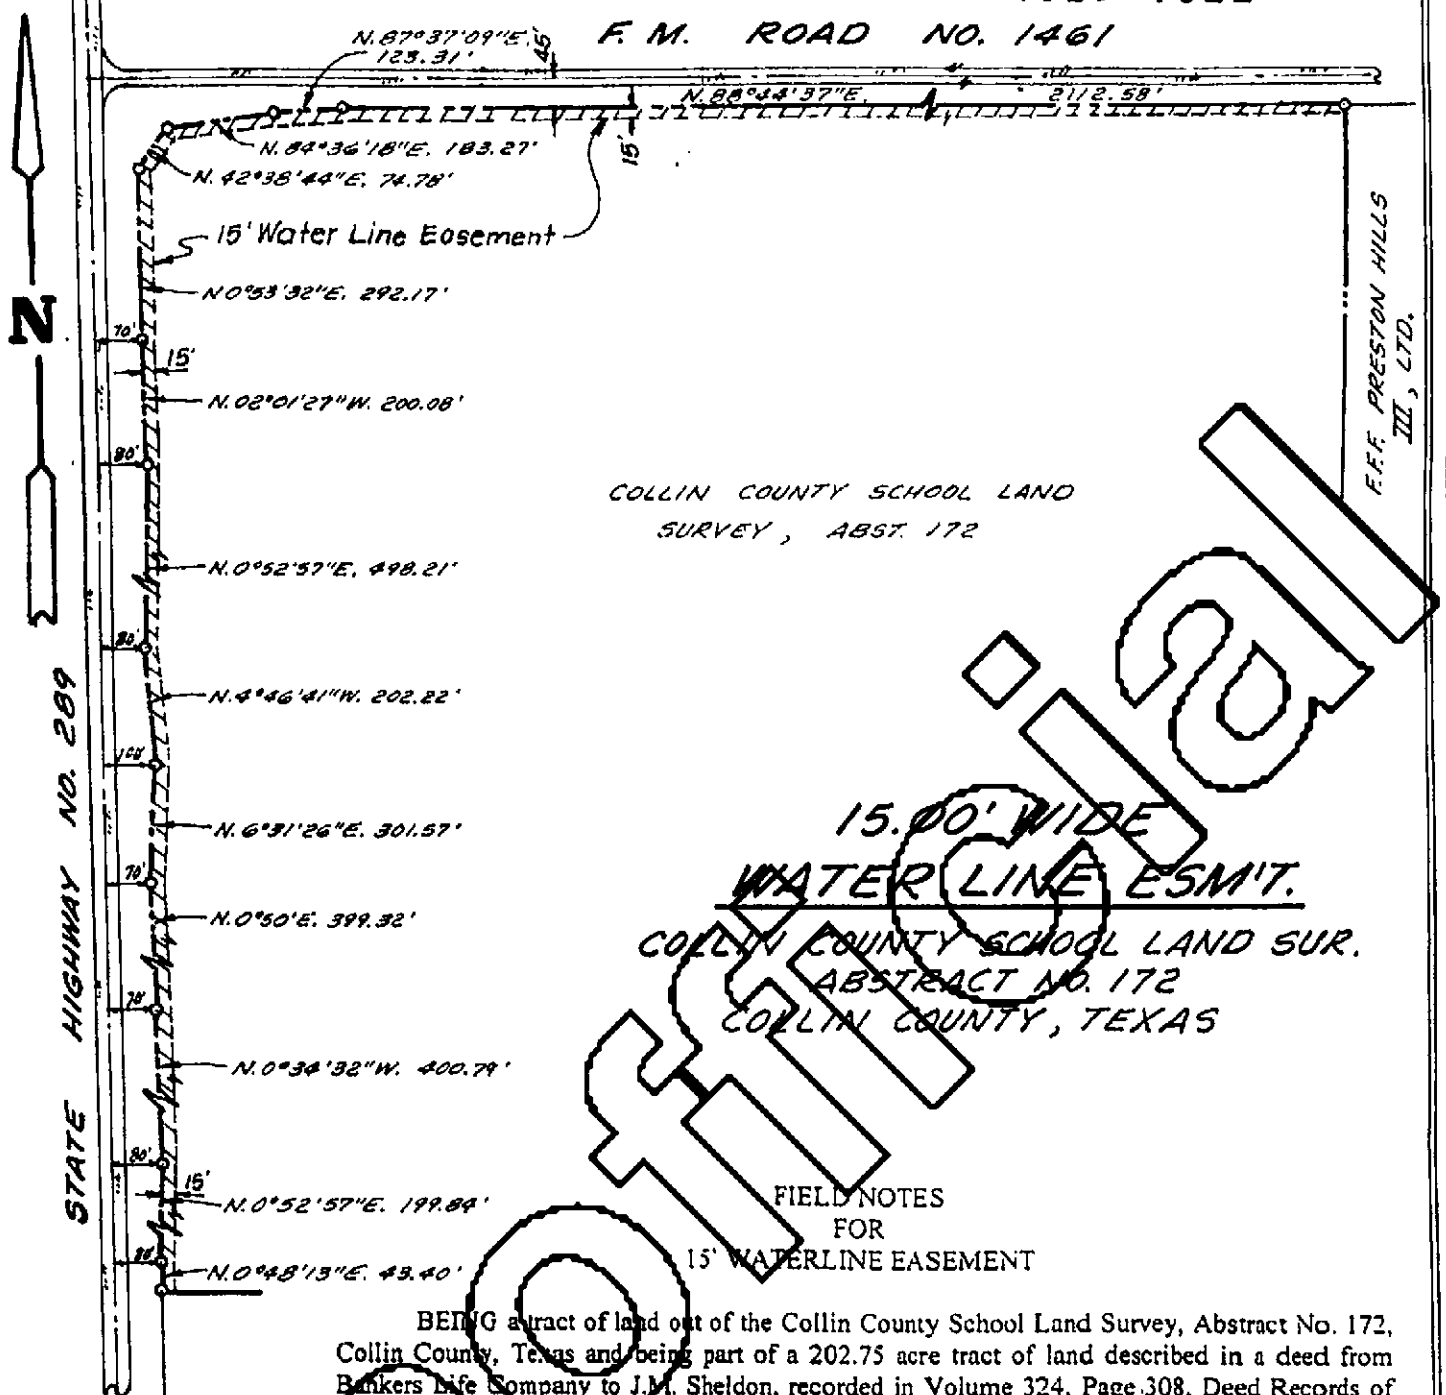 F. M. ROAD NO. 1461
N. 87°37'09"E.
123.31'
45'
N. 88°44'37"E. 2112.58'
N. 84°36'18"E. 183.27'
15'
N. 42°38'44"E. 74.78'
15' Water Line Easement
N 0°53'32"E. 292.17'
70'
15'
N. 02°01'27"W. 200.08'
80'
N
F.F.F. PRESTON HILLS
III, LTD.
COLLIN COUNTY SCHOOL LAND
SURVEY, ABST. 172
N. 0°52'57"E. 498.21'
80'
N. 4°46'41"W. 202.22'
100'
N. 6°31'26"E. 301.57'
70'
N. 0°50'E. 399.32'
70'
N. 0°34'32"W. 400.79'
80'
15'
N. 0°52'57"E. 199.84'
80'
N. 0°48'13"E. 43.40'
STATE HIGHWAY NO. 289
15.00' WIDE
WATER LINE ESM'T.
COLLIN COUNTY SCHOOL LAND SUR.
ABSTRACT NO. 172
COLLIN COUNTY, TEXAS
official
FIELD NOTES
FOR
15' WATERLINE EASEMENT
BEING a tract of land out of the Collin County School Land Survey, Abstract No. 172,
Collin County, Texas and being part of a 202.75 acre tract of land described in a deed from
Bankers Life Company to J.M. Sheldon, recorded in Volume 324, Page 308, Deed Records of